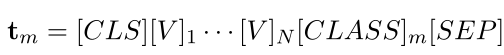 t_m = [CLS][V]_1 ⋯ [V]_N[CLASS]_m[SEP]